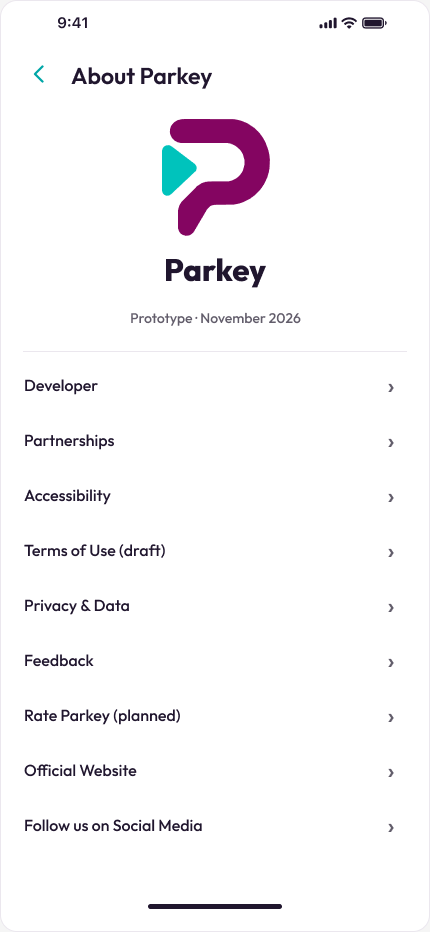 9:41
About Parkey
Parkey
Prototype · November 2026
Developer
Partnerships
Accessibility
Terms of Use (draft)
Privacy & Data
Feedback
Rate Parkey (planned)
Official Website
Follow us on Social Media